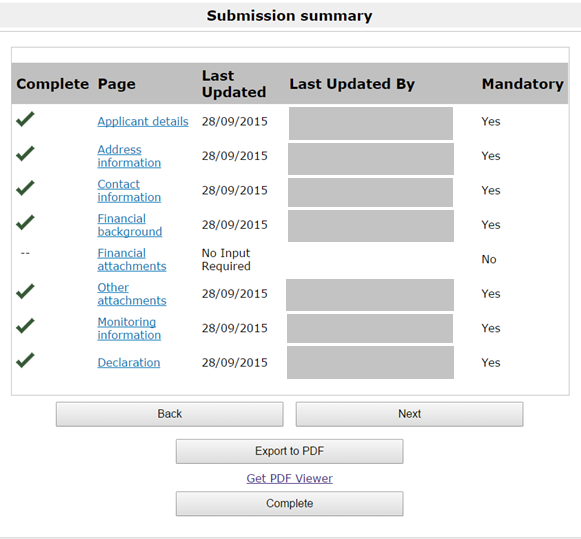 Submission summary
Complete Page Last Updated Last Updated By Mandatory
Applicant details 28/09/2015 Yes
Address information 28/09/2015 Yes
Contact information 28/09/2015 Yes
Financial background 28/09/2015 Yes
-- Financial attachments No Input Required No
Other attachments 28/09/2015 Yes
Monitoring information 28/09/2015 Yes
Declaration 28/09/2015 Yes
Back Next
Export to PDF
Get PDF Viewer
Complete